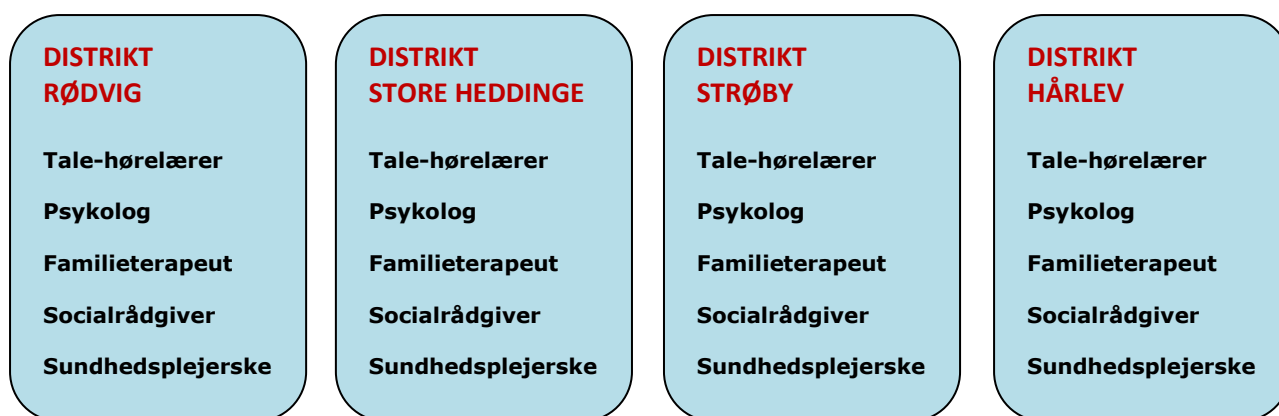 DISTRIKT
RØDVIG
Tale-hørelærer
Psykolog
Familieterapeut
Socialrådgiver
Sundhedsplejerske
DISTRIKT
STORE HEDDINGE
Tale-hørelærer
Psykolog
Familieterapeut
Socialrådgiver
Sundhedsplejerske
DISTRIKT
STRØBY
Tale-hørelærer
Psykolog
Familieterapeut
Socialrådgiver
Sundhedsplejerske
DISTRIKT
HÅRLEV
Tale-hørelærer
Psykolog
Familieterapeut
Socialrådgiver
Sundhedsplejerske